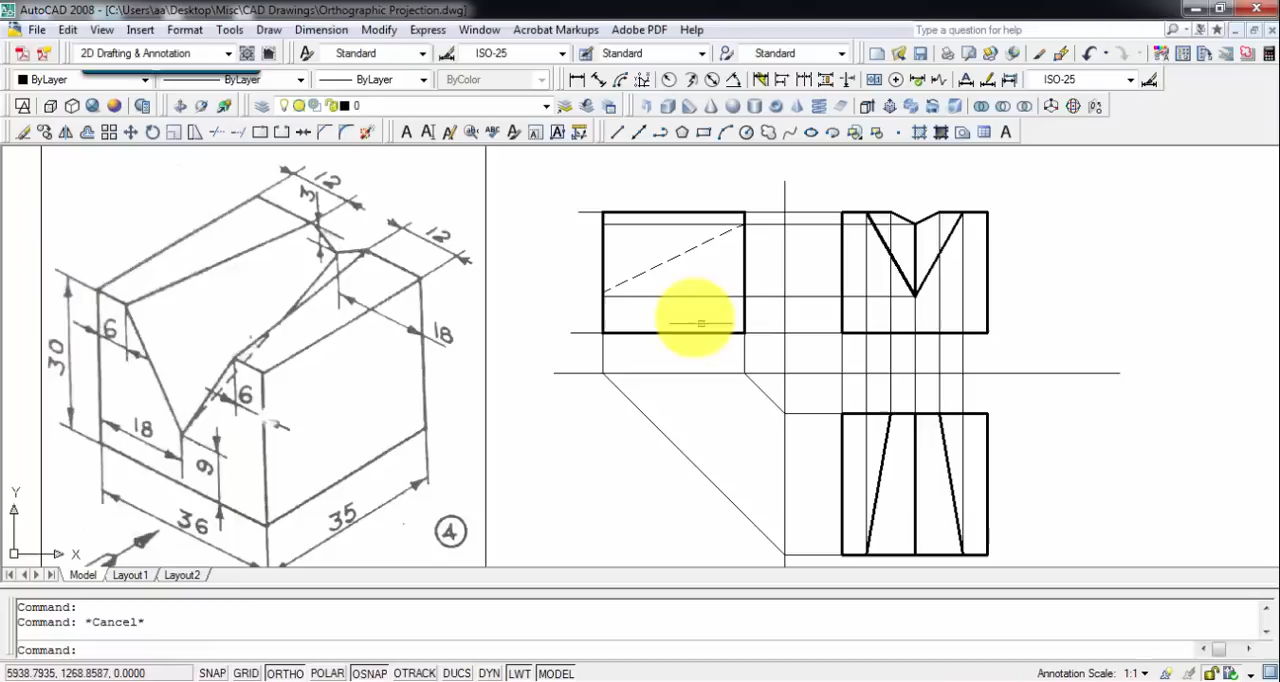 AutoCAD 2008 - [C:\Users\aa\Desktop\Misc\CAD Drawings\Orthographic Projection.dwg]
File Edit View Insert Format Tools Draw Dimension Modify Express Window Acrobat Markups Adobe PDF Help
Type a question for help
2D Drafting & Annotation Standard ISO-25 Standard Standard
ByLayer ByLayer ByLayer ByColor ISO-25
0
12
3
12
6
18
30
6
18
9
36
35
4
Y
X
Model Layout1 Layout2
Command:
Command: *Cancel*
Command:
5938.7935, 1268.8587, 0.0000 SNAP GRID ORTHO POLAR OSNAP OTRACK DUCS DYN LWT MODEL Annotation Scale: 1:1